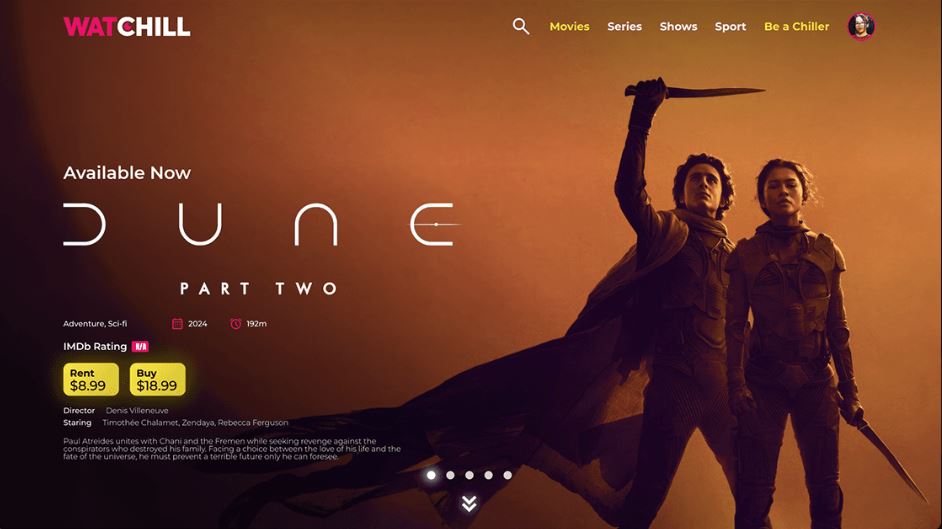 WATCHILL
Movies Series Shows Sport Be a Chiller
Available Now
DUNE
PART TWO
Adventure, Sci-fi 2024 192m
IMDb Rating N/A
Rent Buy
$8.99 $18.99
Director Denis Villeneuve
Staring Timothée Chalamet, Zendaya, Rebecca Ferguson
Paul Atreides unites with Chani and the Fremen while seeking revenge against the
conspirators who destroyed his family. Facing a choice between the love of his life and the
fate of the universe, he must prevent a terrible future only he can foresee.